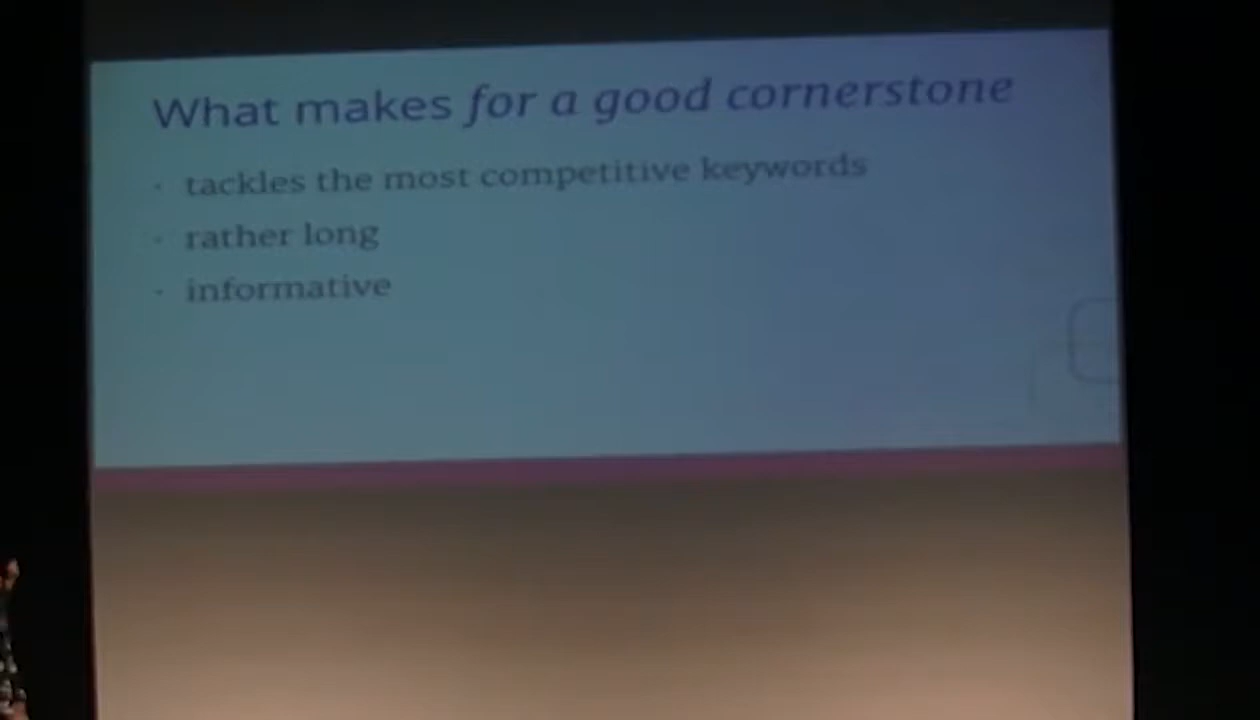 What makes for a good cornerstone
· tackles the most competitive keywords
· rather long
· informative